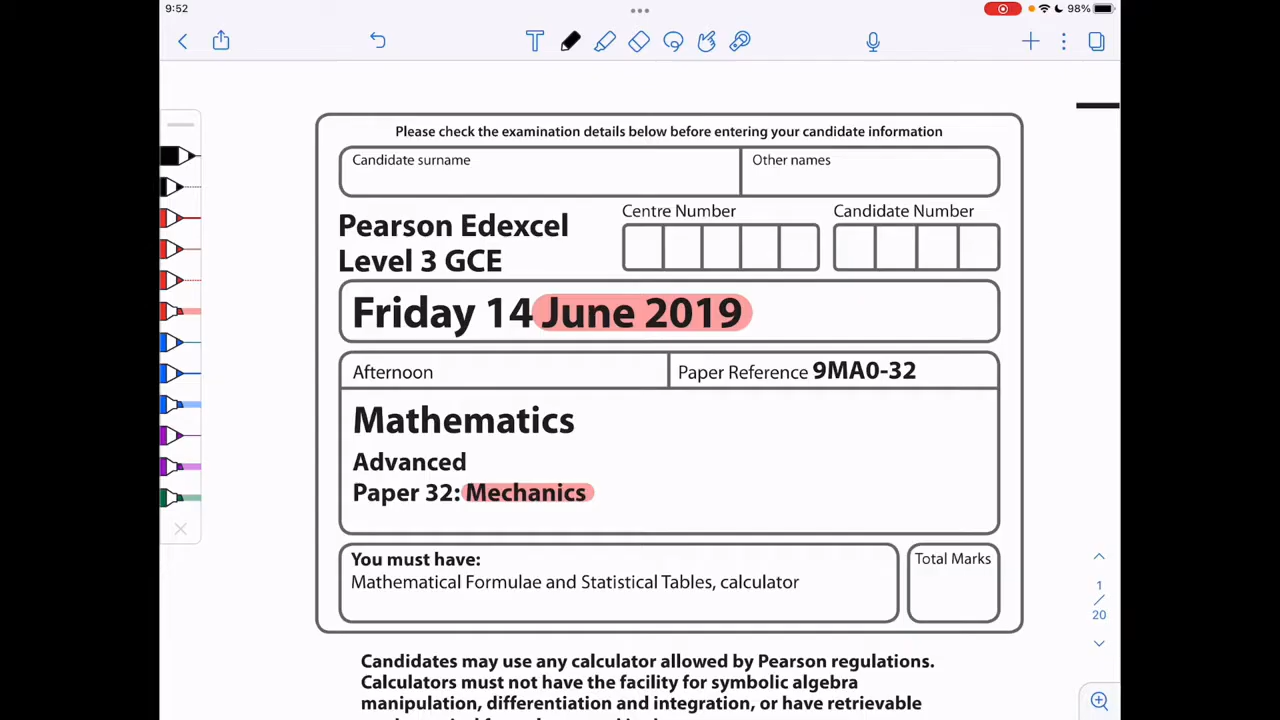 9:52
98%
Please check the examination details below before entering your candidate information
Candidate surname
Other names
Pearson Edexcel
Level 3 GCE
Centre Number
Candidate Number
Friday 14 June 2019
Afternoon
Paper Reference 9MA0-32
Mathematics
Advanced
Paper 32: Mechanics
You must have:
Mathematical Formulae and Statistical Tables, calculator
Total Marks
1
20
Candidates may use any calculator allowed by Pearson regulations.
Calculators must not have the facility for symbolic algebra
manipulation, differentiation and integration, or have retrievable